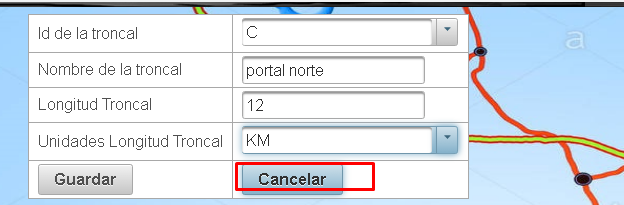 Id de la troncal C
Nombre de la troncal portal norte
Longitud Troncal 12
Unidades Longitud Troncal KM
Guardar Cancelar
a